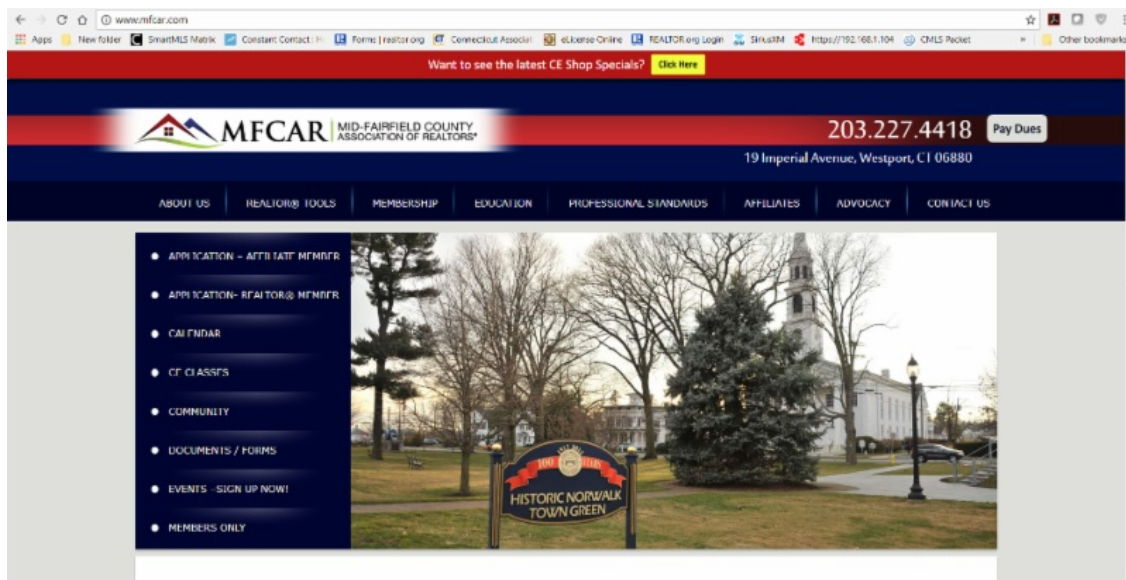 www.mfcar.com
Apps New folder SmartMLS Matrix Constant Contact : H Forms | realtor.org Connecticut Associat eLicense Online REALTOR.org Login SiriusXM https://192.168.1.104 CMLS Packet » Other bookmarks
Want to see the latest CE Shop Specials? Click Here
MFCAR MID-FAIRFIELD COUNTY
ASSOCIATION OF REALTORS®
203.227.4418 Pay Dues
19 Imperial Avenue, Westport, CT 06880
ABOUT US REALTOR® TOOLS MEMBERSHIP EDUCATION PROFESSIONAL STANDARDS AFFILIATES ADVOCACY CONTACT US
APPLICATION – AFFILIATE MEMBER
APPLICATION- REALTOR® MEMBER
CALENDAR
CE CLASSES
COMMUNITY
DOCUMENTS / FORMS
EVENTS –SIGN UP NOW!
MEMBERS ONLY
100 YEARS
HISTORIC NORWALK
TOWN GREEN